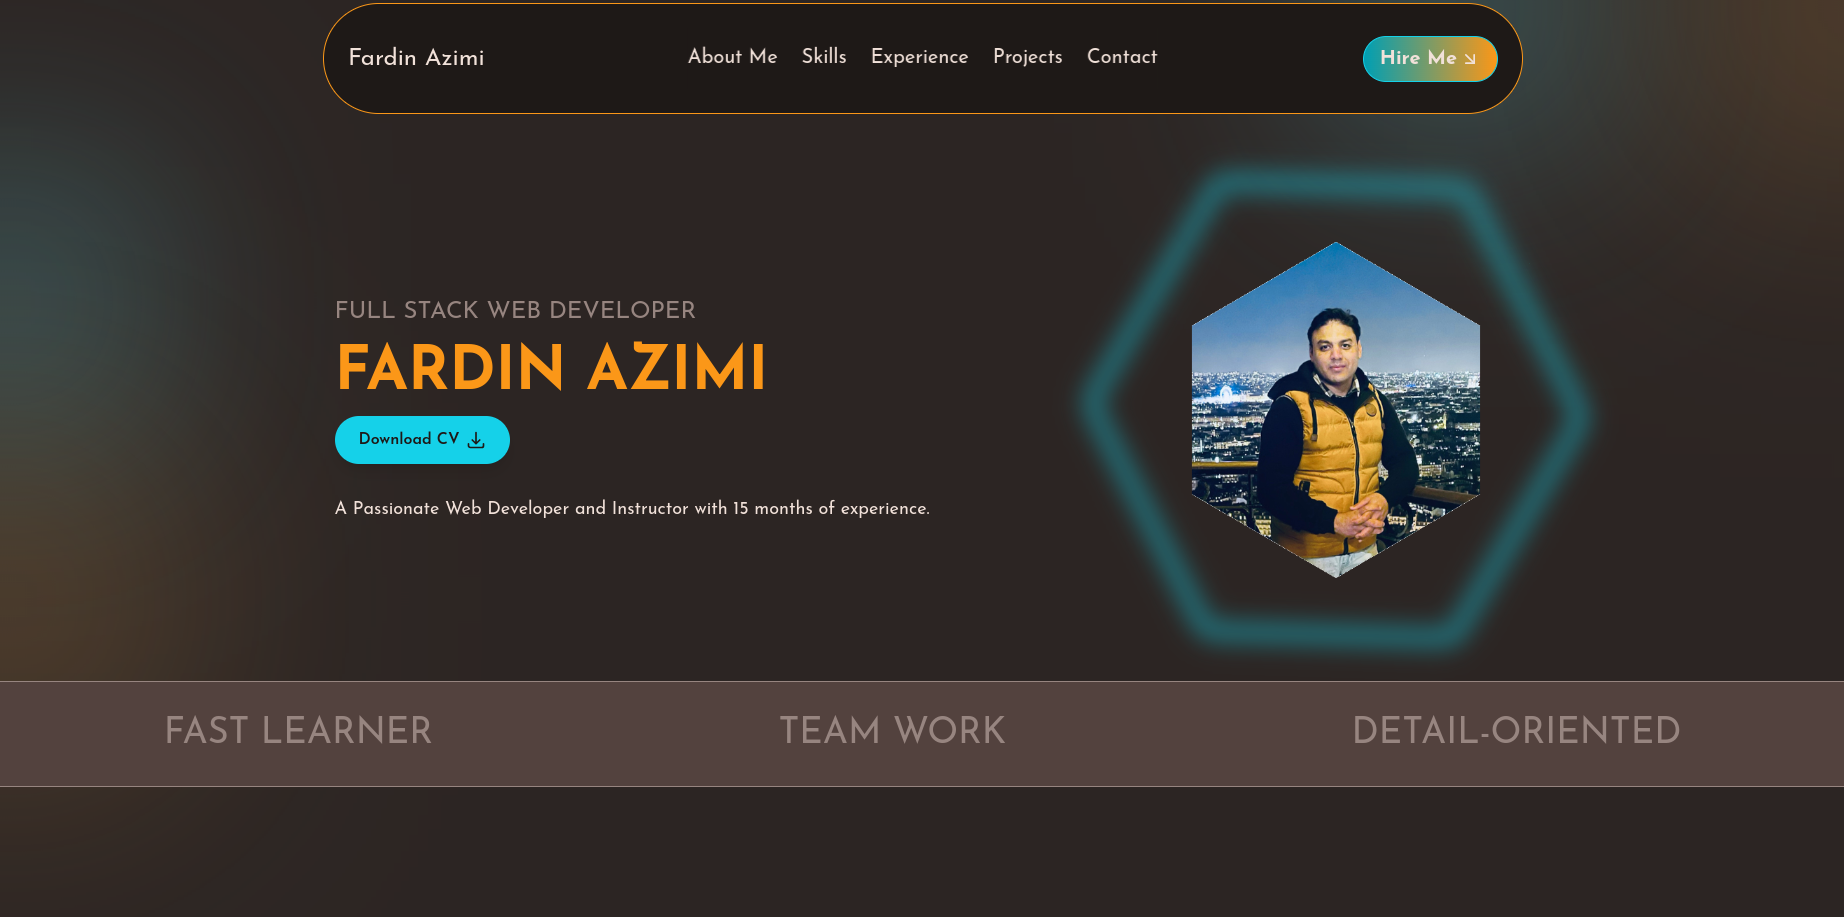 Fardin Azimi
About Me Skills Experience Projects Contact
Hire Me
FULL STACK WEB DEVELOPER
FARDIN AZIMI
Download CV
A Passionate Web Developer and Instructor with 15 months of experience.
FAST LEARNER
TEAM WORK
DETAIL-ORIENTED